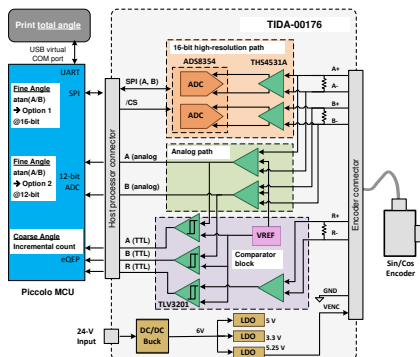 Print total angle
USB virtual
COM port
TIDA-00176
16-bit high-resolution path
ADS8354
THS4531A
UART
SPI
Fine Angle
atan(A/B)
→ Option 1
@16-bit
SPI (A, B)
/CS
ADC
ADC
A+
A-
B+
B-
Fine Angle
atan(A/B)
→ Option 2
@12-bit
12-bit
ADC
A (analog
B (analog)
Analog path
Host processor connector
Encoder connector
Coarse Angle
Incremental count
eQEP
A (TTL)
B (TTL)
R (TTL)
VREF
Comparator
block
TLV3201
R+
R-
Piccolo MCU
Sin/Cos
Encoder
GND
VENC
24-V
Input
DC/DC
Buck
6V
LDO
5 V
LDO
3.3 V
LDO
5.25 V